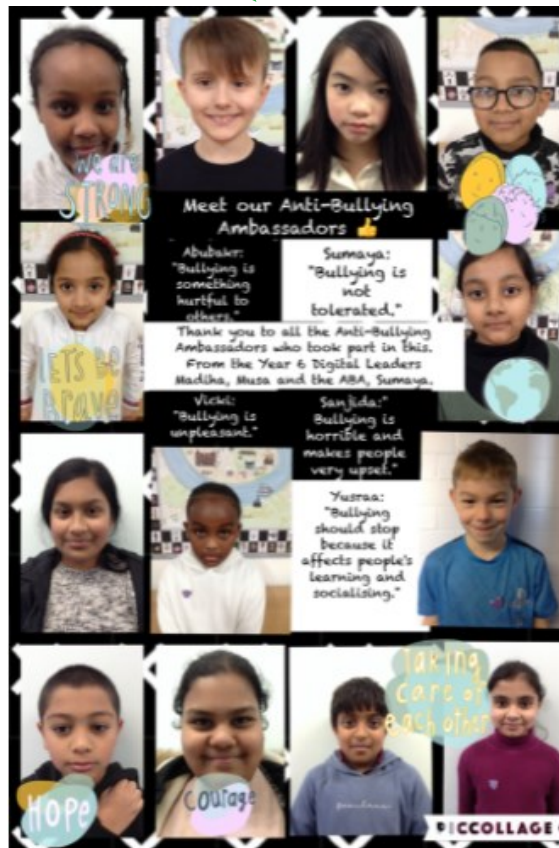 we are
STRONG
Meet our Anti-Bullying
Ambassadors 👍
Abubakr:
"Bullying is
something
hurtful to
others."
Sumaya:
"Bullying is
not
tolerated."
LET'S BE
BRAVE
Thank you to all the Anti-Bullying
Ambassadors who took part in this.
From the Year 6 Digital Leaders
Madiha, Musa and the ABA, Sumaya.
Vicki:
"Bullying is
unpleasant."
Sanjida:"
Bullying is
horrible and
makes people
very upset."
Yusraa:
"Bullying
should stop
because it
affects people's
learning and
socialising."
Taking
care of
each other
HOPE
courage
PICCOLLAGE